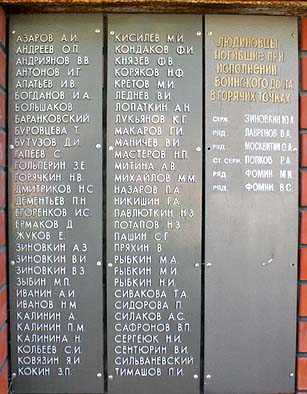 АЗАРОВ А.И.
АНДРЕЕВ О.П.
АНДРИЯНОВ В.В.
АНТОНОВ И.Г.
АПАТЬЕВ И.В.
БОГДАНОВ И.А.
БОЛЬШАКОВ
БАРАНКОВСКИЙ
БУРОВЦЕВА Т.
БУТУЗОВ Д.И.
ГАПЕЕВ С.
ГОЛЬПЕРИН З.Е.
ГОРЯЧКИН Н.В.
ДМИТРИКОВ Н.С.
ДЕМЕНТЬЕВ П.Н.
ЕГОРЕНКОВ И.С.
ЕРМАКОВ Д.
ЖУКОВ Е.
ЗИНОВКИН А.З.
ЗИНОВКИН В.И.
ЗИНОВКИН В.З.
ЗЫБИН М.П.
ИВАНИН А.И.
ИВАНОВ Н.М.
КАЛИНИН А.
КАЛИНИН П.М.
КАЛИНИНА Н.
КОЛБЕЕВ С.И.
КОВЯЗИН Я.И.
КОКИН З.П.
КИСИЛЕВ М.И.
КОНДАКОВ Ф.И.
КНЯЗЕВ Ф.В.
КОРЯКОВ Н.Ф.
КРЕТОВ М.И.
ЛЕДНЕВ В.И.
ЛОПАТКИН А.Н.
ЛУКЬЯНОВ К.Г.
МАКАРОВ Г.И.
МАНИЧЕВ В.И.
МАСТЕРОВ Н.П.
МИТИНА А.В.
МИХАЙЛОВ М.М.
НАЗАРОВ П.А.
НИКИШИН Г.А.
ПАВЛЮТКИН Н.З.
ПОТАПОВ Н.З.
ПАШИН С.Г.
ПРЯХИН В.
РЫБКИН М.А.
РЫБКИН М.И.
РЫБКИН Н.И.
СИВАКОВА Т.А.
СИДОРОВА П.
СИЛАКОВ А.С.
САФРОНОВ В.П.
СЕРГЕЮК Н.И.
СЕНТЮРИН В.И.
СИЛЬВАНЕВСКИЙ
ТИМАШОВ П.И.
ЛЮДИНОВЦЫ
ПОГИБШИЕ ПРИ
ИСПОЛНЕНИИ
ВОИНСКОГО ДОЛГА
В ГОРЯЧИХ ТОЧКАХ
СЕРЖ. ЗИНОВКИН Ю.А.
РЯД. ЛАВРЕНОВ В.А.
РЯД. МОСКВИТИН О.А.
СТ. СЕРЖ. ПОПКОВ Р.А.
РЯД. ФОМИН М.И.
РЯД. ФОМИН В.С.